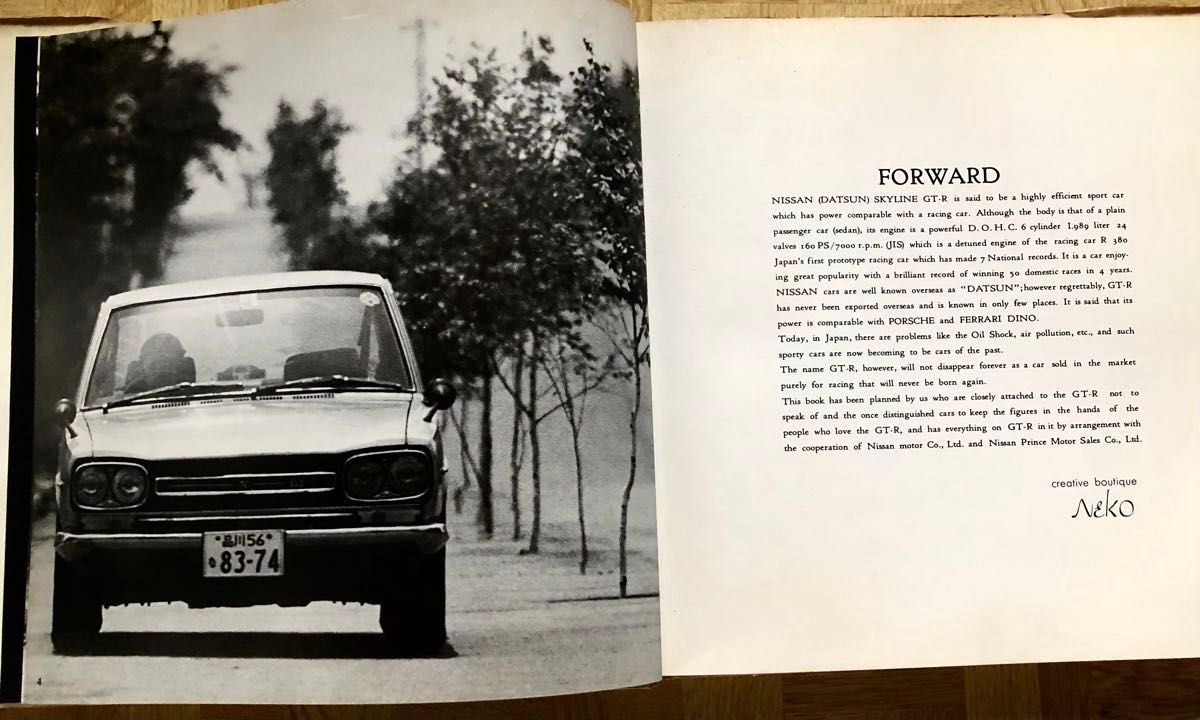 GT
品川56
83-74
4
FORWARD
NISSAN (DATSUN) SKYLINE GT-R is said to be a highly efficient sport car
which has power comparable with a racing car. Although the body is that of a plain
passenger car (sedan), its engine is a powerful D. O. H. C. 6 cylinder 1.989 liter 24
valves 160 PS/7000 r.p.m. (JIS) which is a detuned engine of the racing car R 380
Japan's first prototype racing car which has made 7 National records. It is a car enjoy-
ing great popularity with a brilliant record of winning 50 domestic races in 4 years.
NISSAN cars are well known overseas as "DATSUN"; however regrettably, GT-R
has never been exported overseas and is known in only few places. It is said that its
power is comparable with PORSCHE and FERRARI DINO.
Today, in Japan, there are problems like the Oil Shock, air pollution, etc., and such
sporty cars are now becoming to be cars of the past.
The name GT-R, however, will not disappear forever as a car sold in the market
purely for racing that will never be born again.
This book has been planned by us who are closely attached to the GT-R not to
speak of and the once distinguished cars to keep the figures in the hands of the
people who love the GT-R, and has everything on GT-R in it by arrangement with
the cooperation of Nissan motor Co., Ltd. and Nissan Prince Motor Sales Co., Ltd.
creative boutique
NEKO